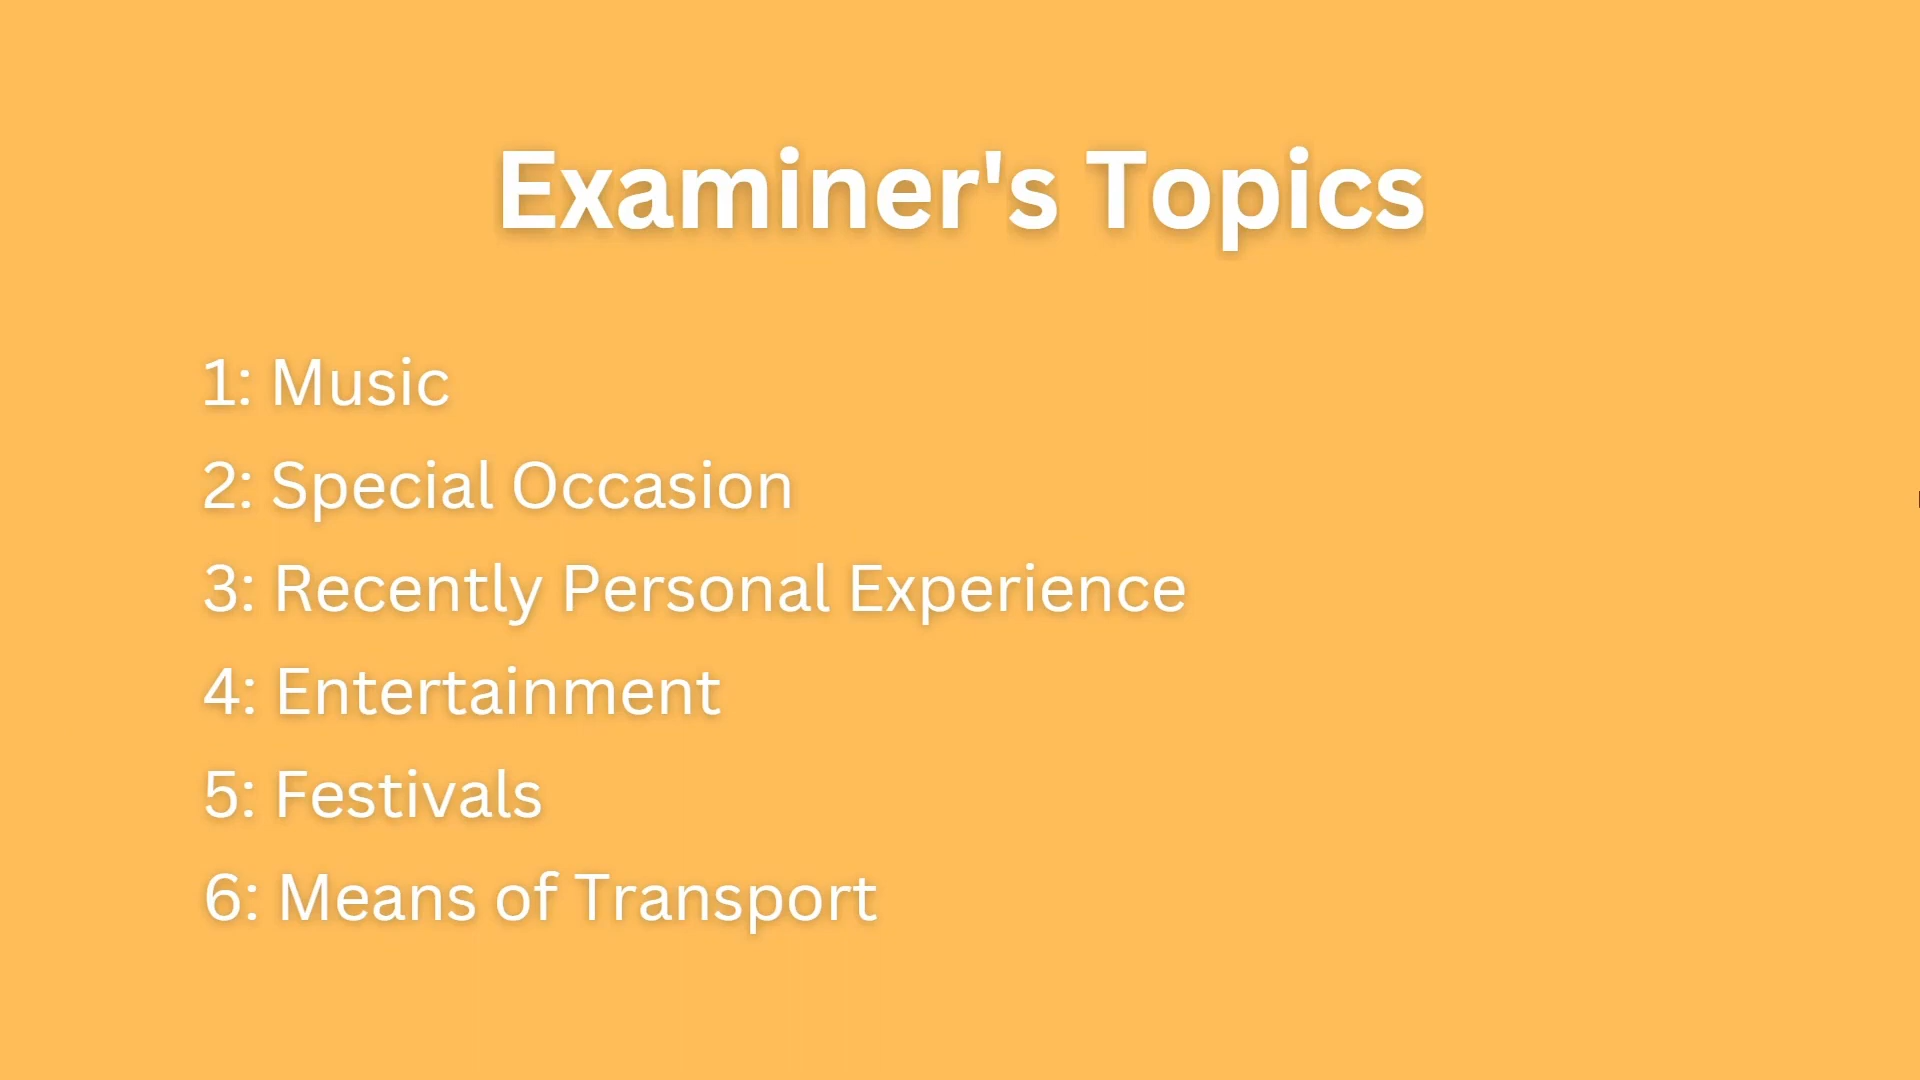 Examiner's Topics
1: Music
2: Special Occasion
3: Recently Personal Experience
4: Entertainment
5: Festivals
6: Means of Transport